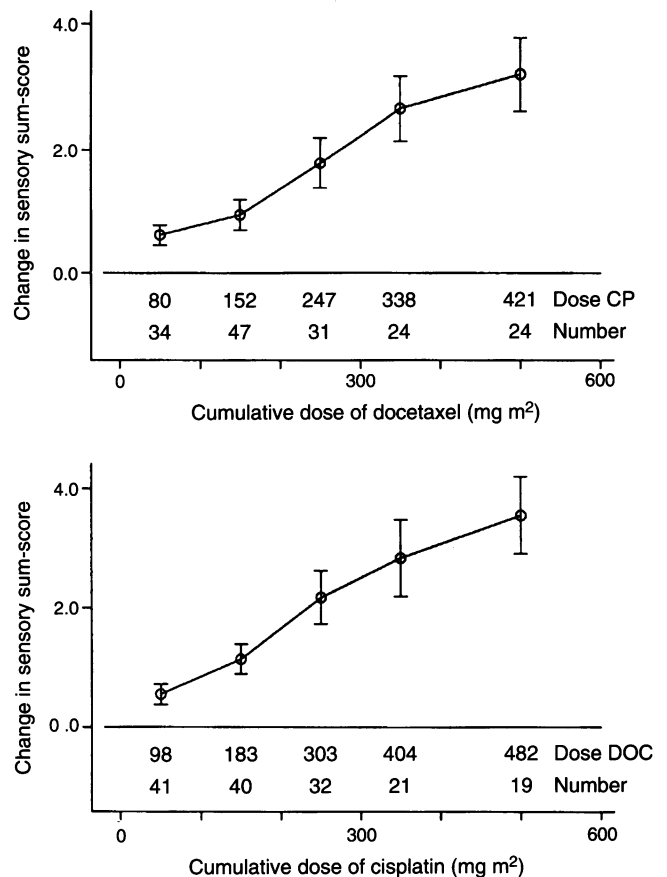 4.0
Change in sensory sum-score
2.0
0.0
80 152 247 338 421 Dose CP
34 47 31 24 24 Number
0 300 600
Cumulative dose of docetaxel (mg m²)
4.0
Change in sensory sum-score
2.0
0.0
98 183 303 404 482 Dose DOC
41 40 32 21 19 Number
0 300 600
Cumulative dose of cisplatin (mg m²)